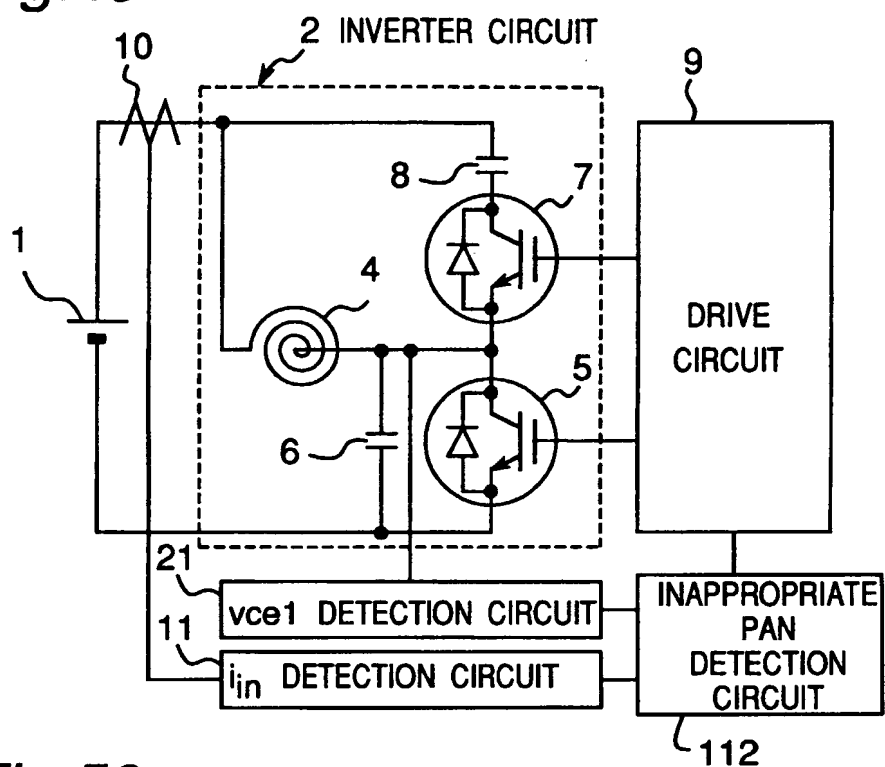 2 INVERTER CIRCUIT
10
9
8
7
1
4
DRIVE
CIRCUIT
5
6
21
vce1 DETECTION CIRCUIT
INAPPROPRIATE
PAN
DETECTION
CIRCUIT
11
iin DETECTION CIRCUIT
112